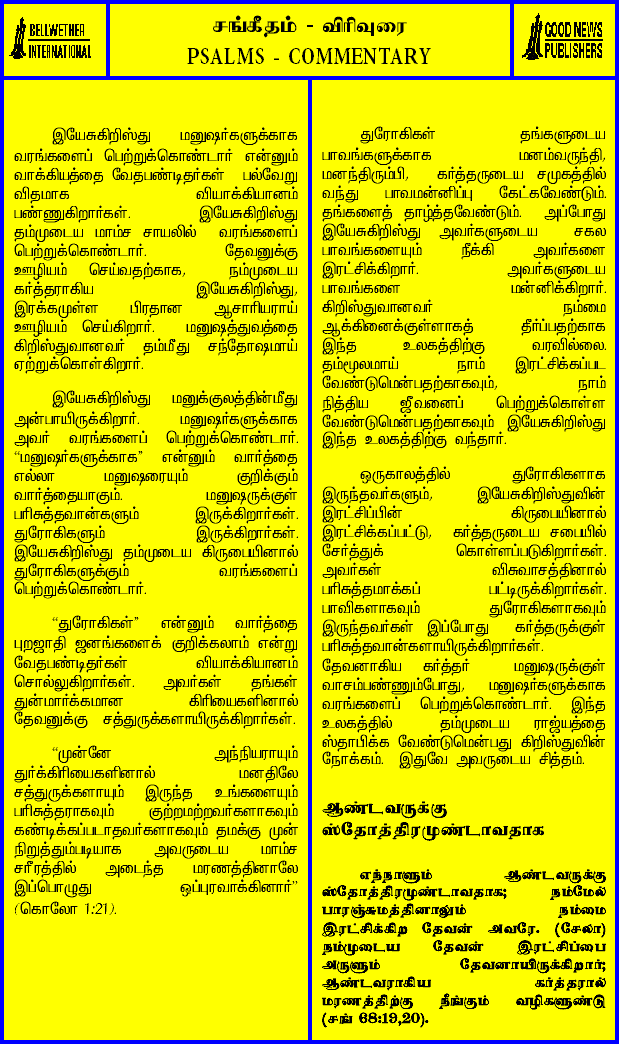 BELLWETHER
INTERNATIONAL
சங்கீதம் - விரிவுரை
PSALMS - COMMENTARY
GOOD NEWS
PUBLISHERS
இயேசுகிறிஸ்து மனுஷர்களுக்காக
வரங்களைப் பெற்றுக்கொண்டார் என்னும்
வாக்கியத்தை வேதபண்டிதர்கள் பல்வேறு
விதமாக வியாக்கியானம்
பண்ணுகிறார்கள். இயேசுகிறிஸ்து
தம்முடைய மாம்ச சாயலில் வரங்களைப்
பெற்றுக்கொண்டார். தேவனுக்கு
ஊழியம் செய்வதற்காக, நம்முடைய
கர்த்தராகிய இயேசுகிறிஸ்து,
இரக்கமுள்ள பிரதான ஆசாரியராய்
ஊழியம் செய்கிறார். மனுஷத்துவத்தை
கிறிஸ்துவானவர் தம்மீது சந்தோஷமாய்
ஏற்றுக்கொள்கிறார்.
இயேசுகிறிஸ்து மனுக்குலத்தின்மீது
அன்பாயிருக்கிறார். மனுஷர்களுக்காக
அவர் வரங்களைப் பெற்றுக்கொண்டார்.
“மனுஷர்களுக்காக” என்னும் வார்த்தை
எல்லா மனுஷரையும் குறிக்கும்
வார்த்தையாகும். மனுஷருக்குள்
பரிசுத்தவான்களும் இருக்கிறார்கள்.
துரோகிகளும் இருக்கிறார்கள்.
இயேசுகிறிஸ்து தம்முடைய கிருபையினால்
துரோகிகளுக்கும் வரங்களைப்
பெற்றுக்கொண்டார்.
“துரோகிகள்” என்னும் வார்த்தை
புறஜாதி ஜனங்களைக் குறிக்கலாம் என்று
வேதபண்டிதர்கள் வியாக்கியானம்
சொல்லுகிறார்கள். அவர்கள் தங்கள்
துன்மார்க்கமான கிரியைகளினால்
தேவனுக்கு சத்துருக்களாயிருக்கிறார்கள்.
“முன்னே அந்நியராயும்
துர்க்கிரியைகளினால் மனதிலே
சத்துருக்களாயும் இருந்த உங்களையும்
பரிசுத்தராகவும் குற்றமற்றவர்களாகவும்
கண்டிக்கப்படாதவர்களாகவும் தமக்கு முன்
நிறுத்தும்படியாக அவருடைய மாம்ச
சரீரத்தில் அடைந்த மரணத்தினாலே
இப்பொழுது ஒப்புரவாக்கினார்”
(கொலோ 1:21).
துரோகிகள் தங்களுடைய
பாவங்களுக்காக மனம்வருந்தி,
மனந்திரும்பி, கர்த்தருடைய சமுகத்தில்
வந்து பாவமன்னிப்பு கேட்கவேண்டும்.
தங்களைத் தாழ்த்தவேண்டும். அப்போது
இயேசுகிறிஸ்து அவர்களுடைய சகல
பாவங்களையும் நீக்கி அவர்களை
இரட்சிக்கிறார். அவர்களுடைய
பாவங்களை மன்னிக்கிறார்.
கிறிஸ்துவானவர் நம்மை
ஆக்கினைக்குள்ளாகத் தீர்ப்பதற்காக
இந்த உலகத்திற்கு வரவில்லை.
தம்மூலமாய் நாம் இரட்சிக்கப்பட
வேண்டுமென்பதற்காகவும், நாம்
நித்திய ஜீவனைப் பெற்றுக்கொள்ள
வேண்டுமென்பதற்காகவும் இயேசுகிறிஸ்து
இந்த உலகத்திற்கு வந்தார்.
ஒருகாலத்தில் துரோகிகளாக
இருந்தவர்களும், இயேசுகிறிஸ்துவின்
இரட்சிப்பின் கிருபையினால்
இரட்சிக்கப்பட்டு, கர்த்தருடைய சபையில்
சேர்த்துக் கொள்ளப்படுகிறார்கள்.
அவர்கள் விசுவாசத்தினால்
பரிசுத்தமாக்கப் பட்டிருக்கிறார்கள்.
பாவிகளாகவும் துரோகிகளாகவும்
இருந்தவர்கள் இப்போது கர்த்தருக்குள்
பரிசுத்தவான்களாயிருக்கிறார்கள்.
தேவனாகிய கர்த்தர் மனுஷருக்குள்
வாசம்பண்ணும்போது, மனுஷர்களுக்காக
வரங்களைப் பெற்றுக்கொண்டார். இந்த
உலகத்தில் தம்முடைய ராஜ்யத்தை
ஸ்தாபிக்க வேண்டுமென்பது கிறிஸ்துவின்
நோக்கம். இதுவே அவருடைய சித்தம்.
ஆண்டவருக்கு
ஸ்தோத்திரமுண்டாவதாக
எந்நாளும் ஆண்டவருக்கு
ஸ்தோத்திரமுண்டாவதாக; நம்மேல்
பாரஞ்சுமத்தினாலும் நம்மை
இரட்சிக்கிற தேவன் அவரே. (சேலா)
நம்முடைய தேவன் இரட்சிப்பை
அருளும் தேவனாயிருக்கிறார்;
ஆண்டவராகிய கர்த்தரால்
மரணத்திற்கு நீங்கும் வழிகளுண்டு
(சங் 68:19,20).